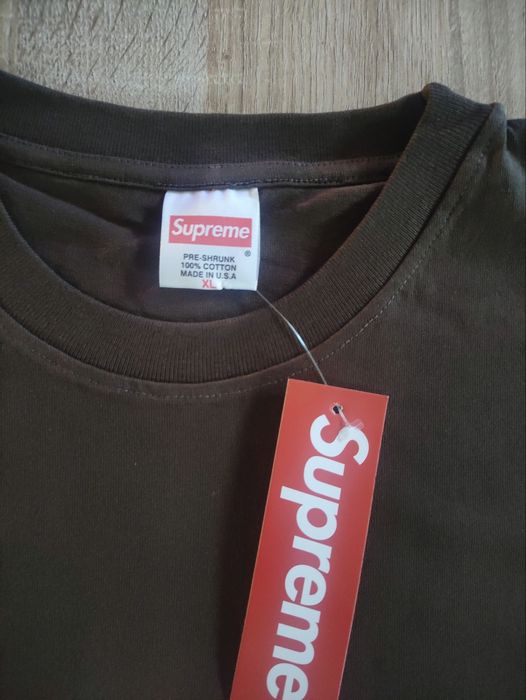 Supreme
®
PRE-SHRUNK
100% COTTON
MADE IN U.S.A
XL
Supreme